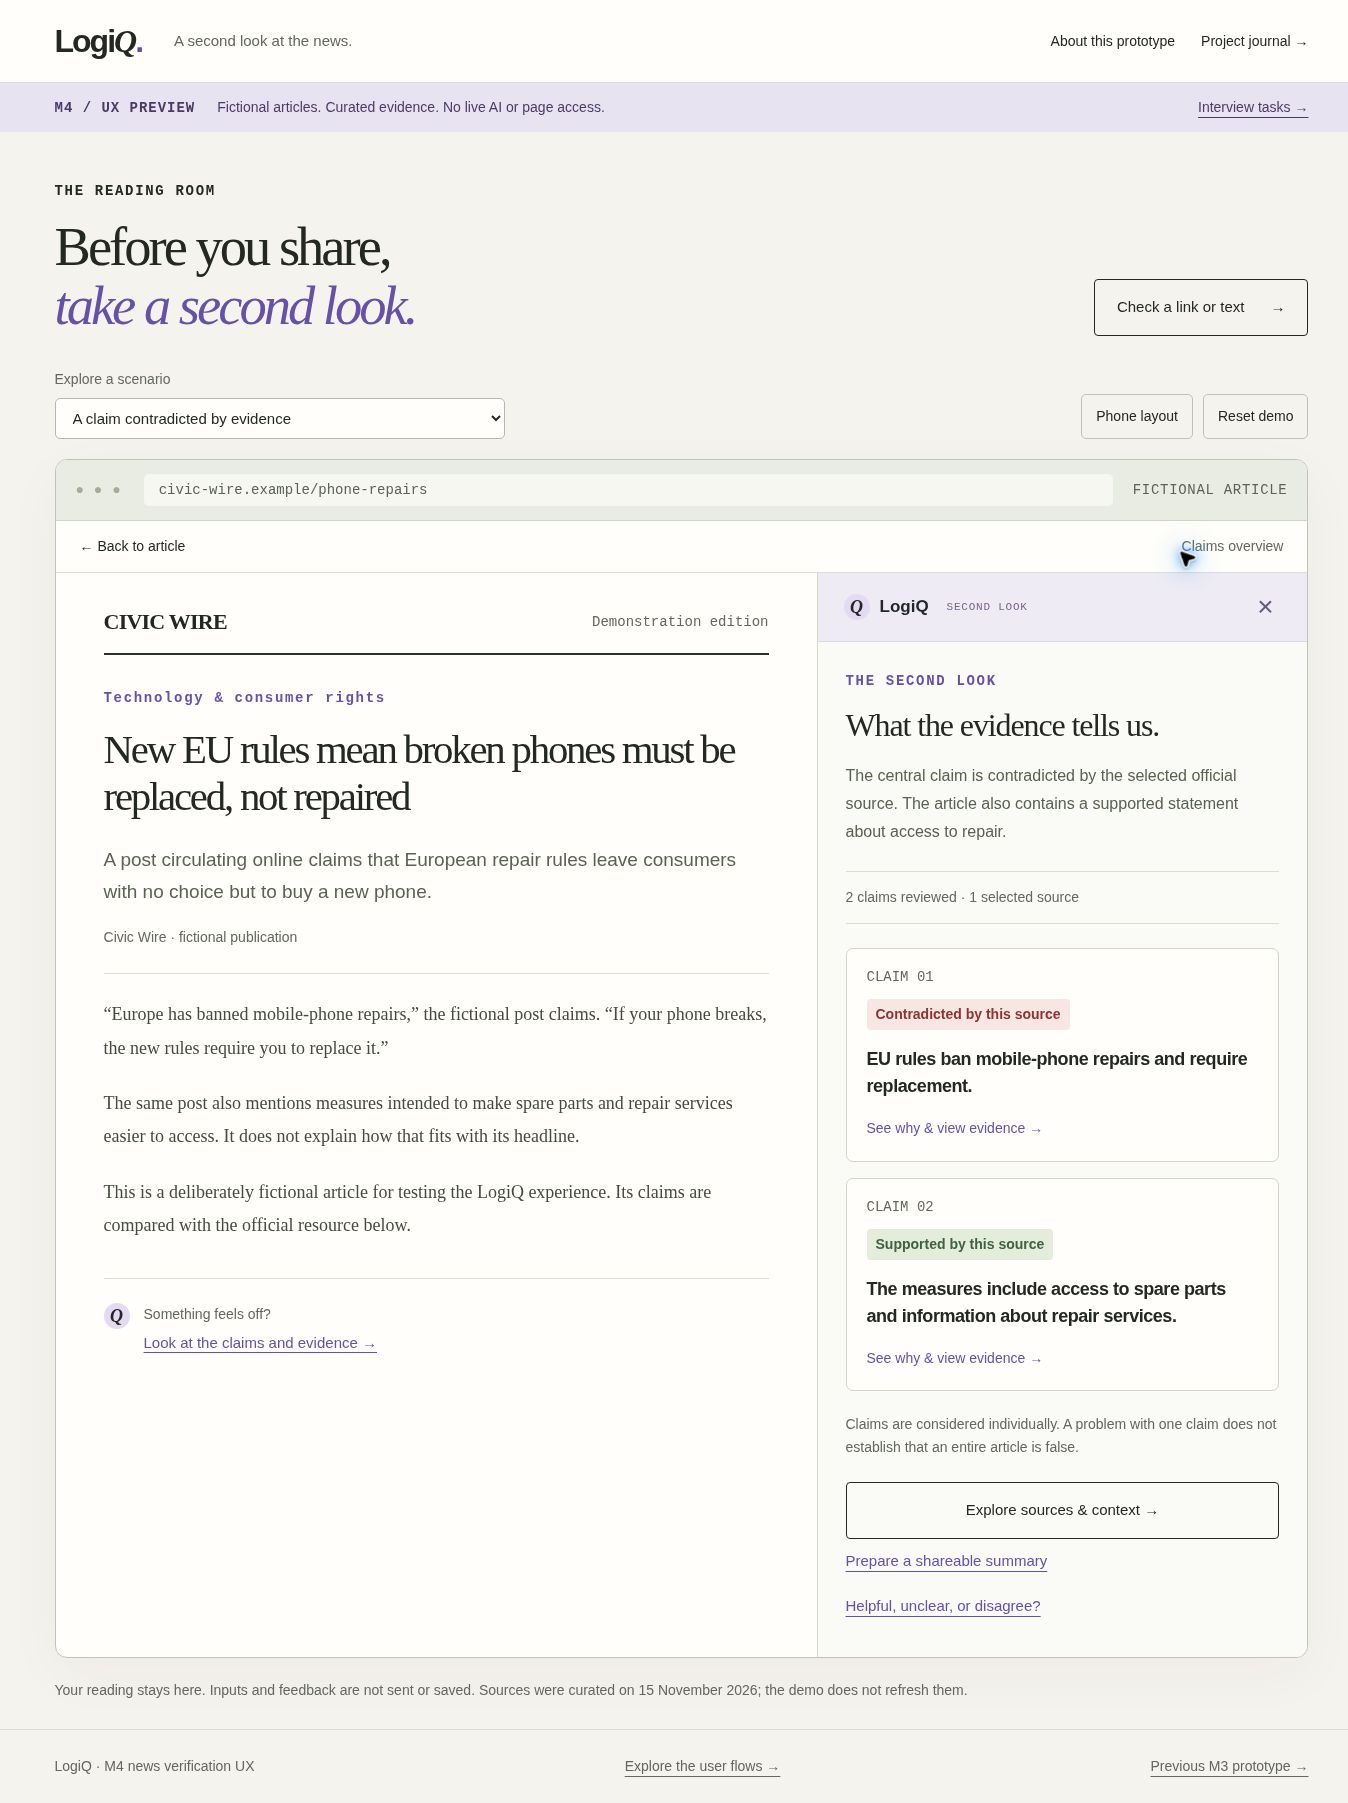 LogiQ.
A second look at the news.
About this prototype
Project journal →
M4 / UX PREVIEW
Fictional articles. Curated evidence. No live AI or page access.
Interview tasks →
THE READING ROOM
Before you share,
take a second look.
Check a link or text →
Explore a scenario
A claim contradicted by evidence
Phone layout
Reset demo
civic-wire.example/phone-repairs
FICTIONAL ARTICLE
← Back to article
Claims overview
CIVIC WIRE
Demonstration edition
Technology & consumer rights
New EU rules mean broken phones must be
replaced, not repaired
A post circulating online claims that European repair rules leave consumers
with no choice but to buy a new phone.
Civic Wire · fictional publication
“Europe has banned mobile-phone repairs,” the fictional post claims. “If your phone breaks,
the new rules require you to replace it.”
The same post also mentions measures intended to make spare parts and repair services
easier to access. It does not explain how that fits with its headline.
This is a deliberately fictional article for testing the LogiQ experience. Its claims are
compared with the official resource below.
Q
Something feels off?
Look at the claims and evidence →
Q LogiQ
SECOND LOOK
×
THE SECOND LOOK
What the evidence tells us.
The central claim is contradicted by the selected official
source. The article also contains a supported statement
about access to repair.
2 claims reviewed · 1 selected source
CLAIM 01
Contradicted by this source
EU rules ban mobile-phone repairs and require
replacement.
See why & view evidence →
CLAIM 02
Supported by this source
The measures include access to spare parts
and information about repair services.
See why & view evidence →
Claims are considered individually. A problem with one claim does not
establish that an entire article is false.
Explore sources & context →
Prepare a shareable summary
Helpful, unclear, or disagree?
Your reading stays here. Inputs and feedback are not sent or saved. Sources were curated on 15 November 2026; the demo does not refresh them.
LogiQ · M4 news verification UX
Explore the user flows →
Previous M3 prototype →